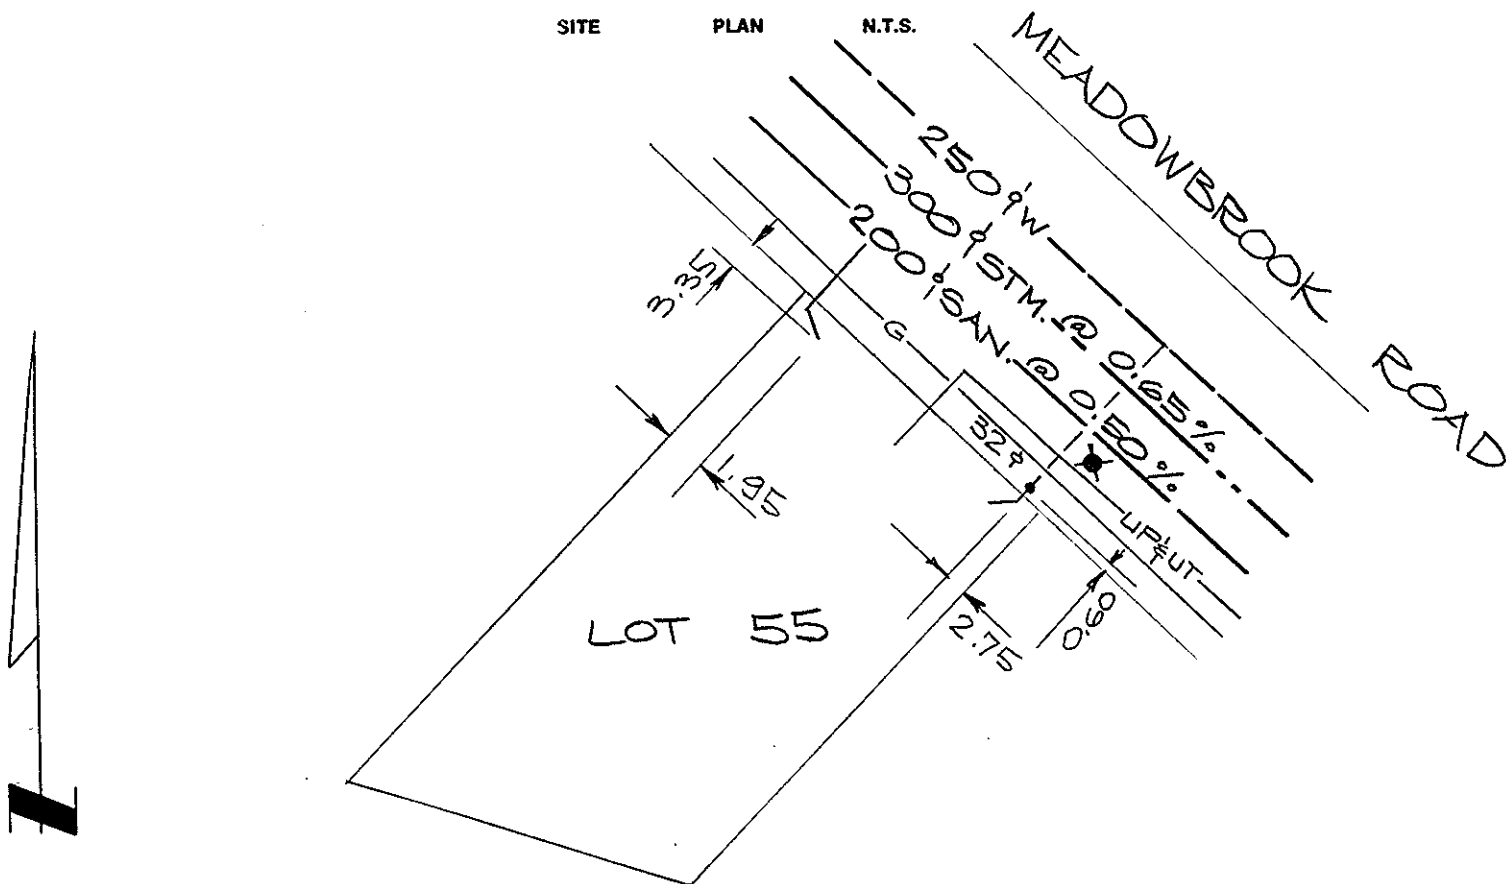 SITE PLAN N.T.S.
MEADOWBROOK ROAD
250 ϕ W
300 ϕ STM. @ 0.65%
200 ϕ SAN. @ 0.50%
3.35
G
32 ϕ
1.95
UP & UT
LOT 55
2.75
0.60